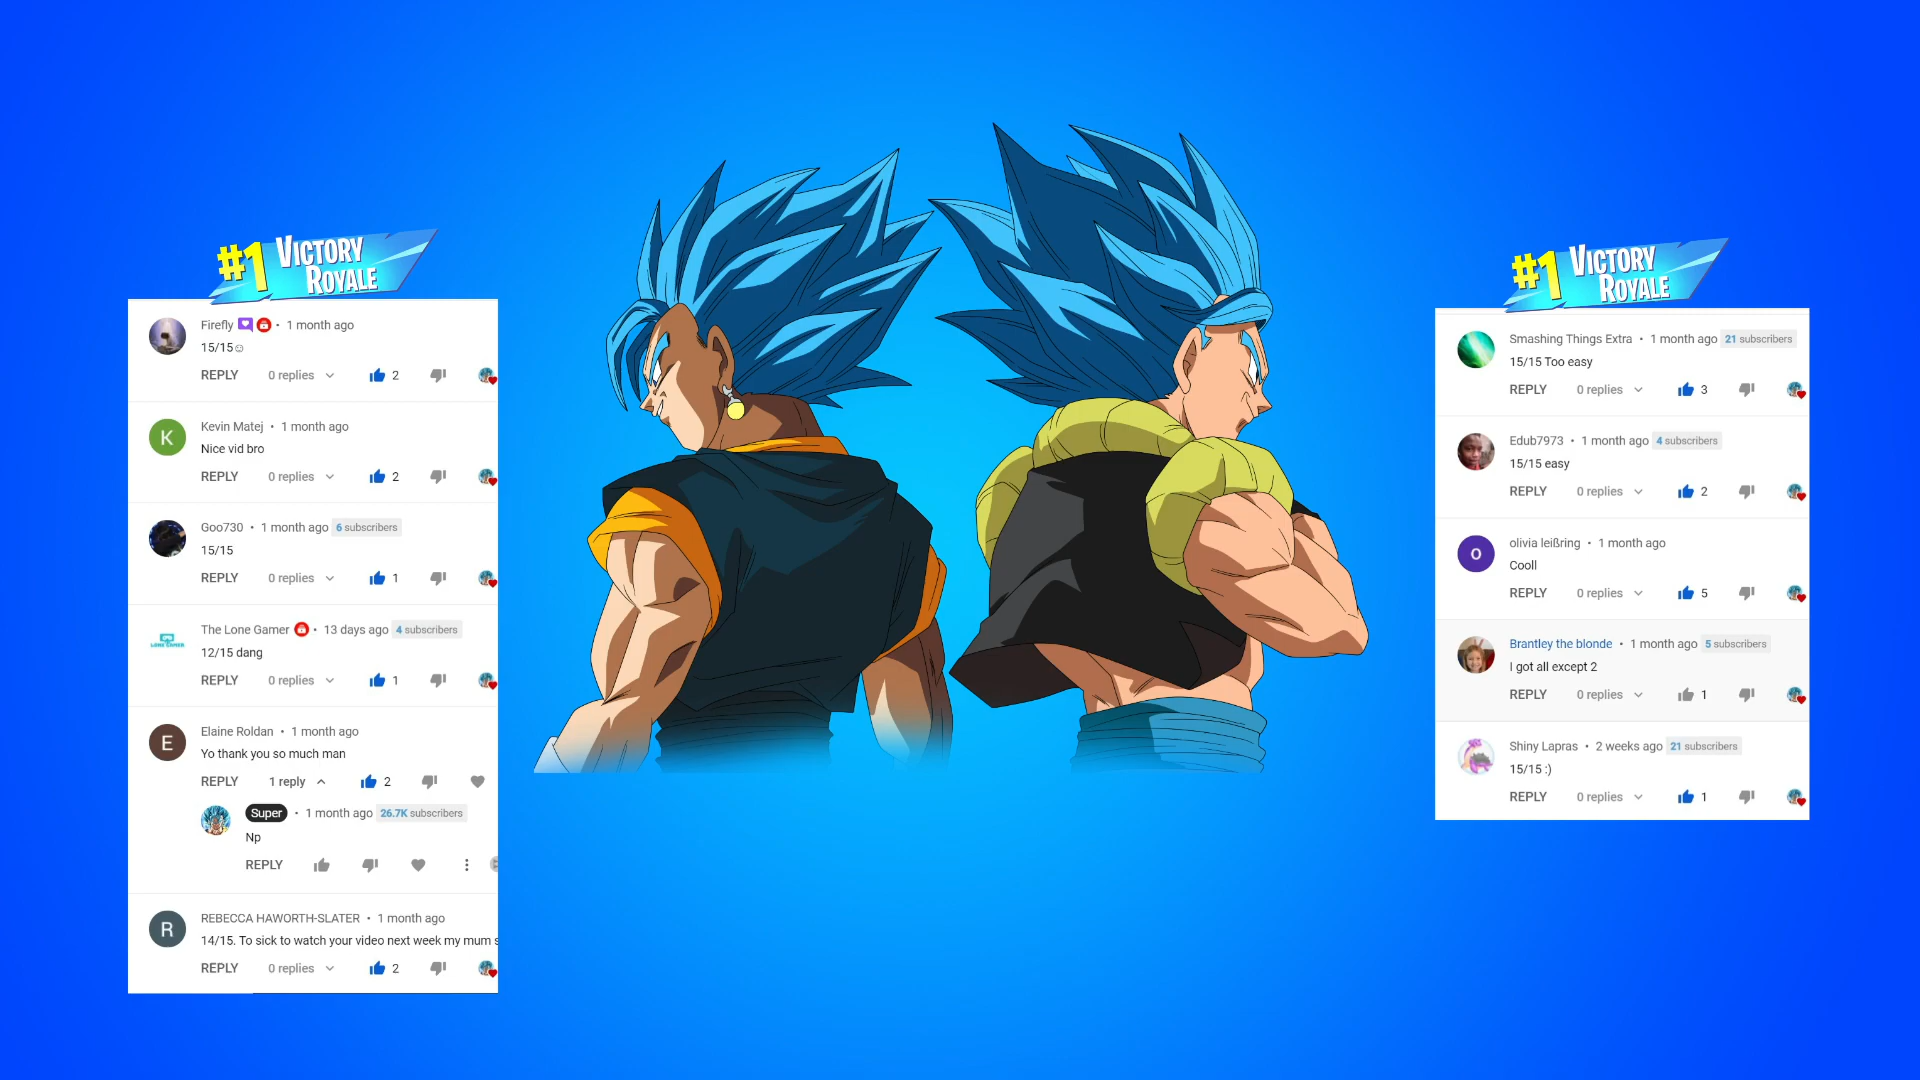 #1 VICTORY
ROYALE
Firefly • 1 month ago
15/15☺
REPLY 0 replies 2
K
Kevin Matej • 1 month ago
Nice vid bro
REPLY 0 replies 2
Goo730 • 1 month ago 6 subscribers
15/15
REPLY 0 replies 1
LONE GAMER
The Lone Gamer • 13 days ago 4 subscribers
12/15 dang
REPLY 0 replies 1
E
Elaine Roldan • 1 month ago
Yo thank you so much man
REPLY 1 reply 2
Super • 1 month ago 26.7K subscribers
Np
REPLY
R
REBECCA HAWORTH-SLATER • 1 month ago
14/15. To sick to watch your video next week my mum s
REPLY 0 replies 2
#1 VICTORY
ROYALE
Smashing Things Extra • 1 month ago 21 subscribers
15/15 Too easy
REPLY 0 replies 3
Edub7973 • 1 month ago 4 subscribers
15/15 easy
REPLY 0 replies 2
O
olivia leißring • 1 month ago
Cooll
REPLY 0 replies 5
Brantley the blonde • 1 month ago 5 subscribers
I got all except 2
REPLY 0 replies 1
Shiny Lapras • 2 weeks ago 21 subscribers
15/15 :)
REPLY 0 replies 1